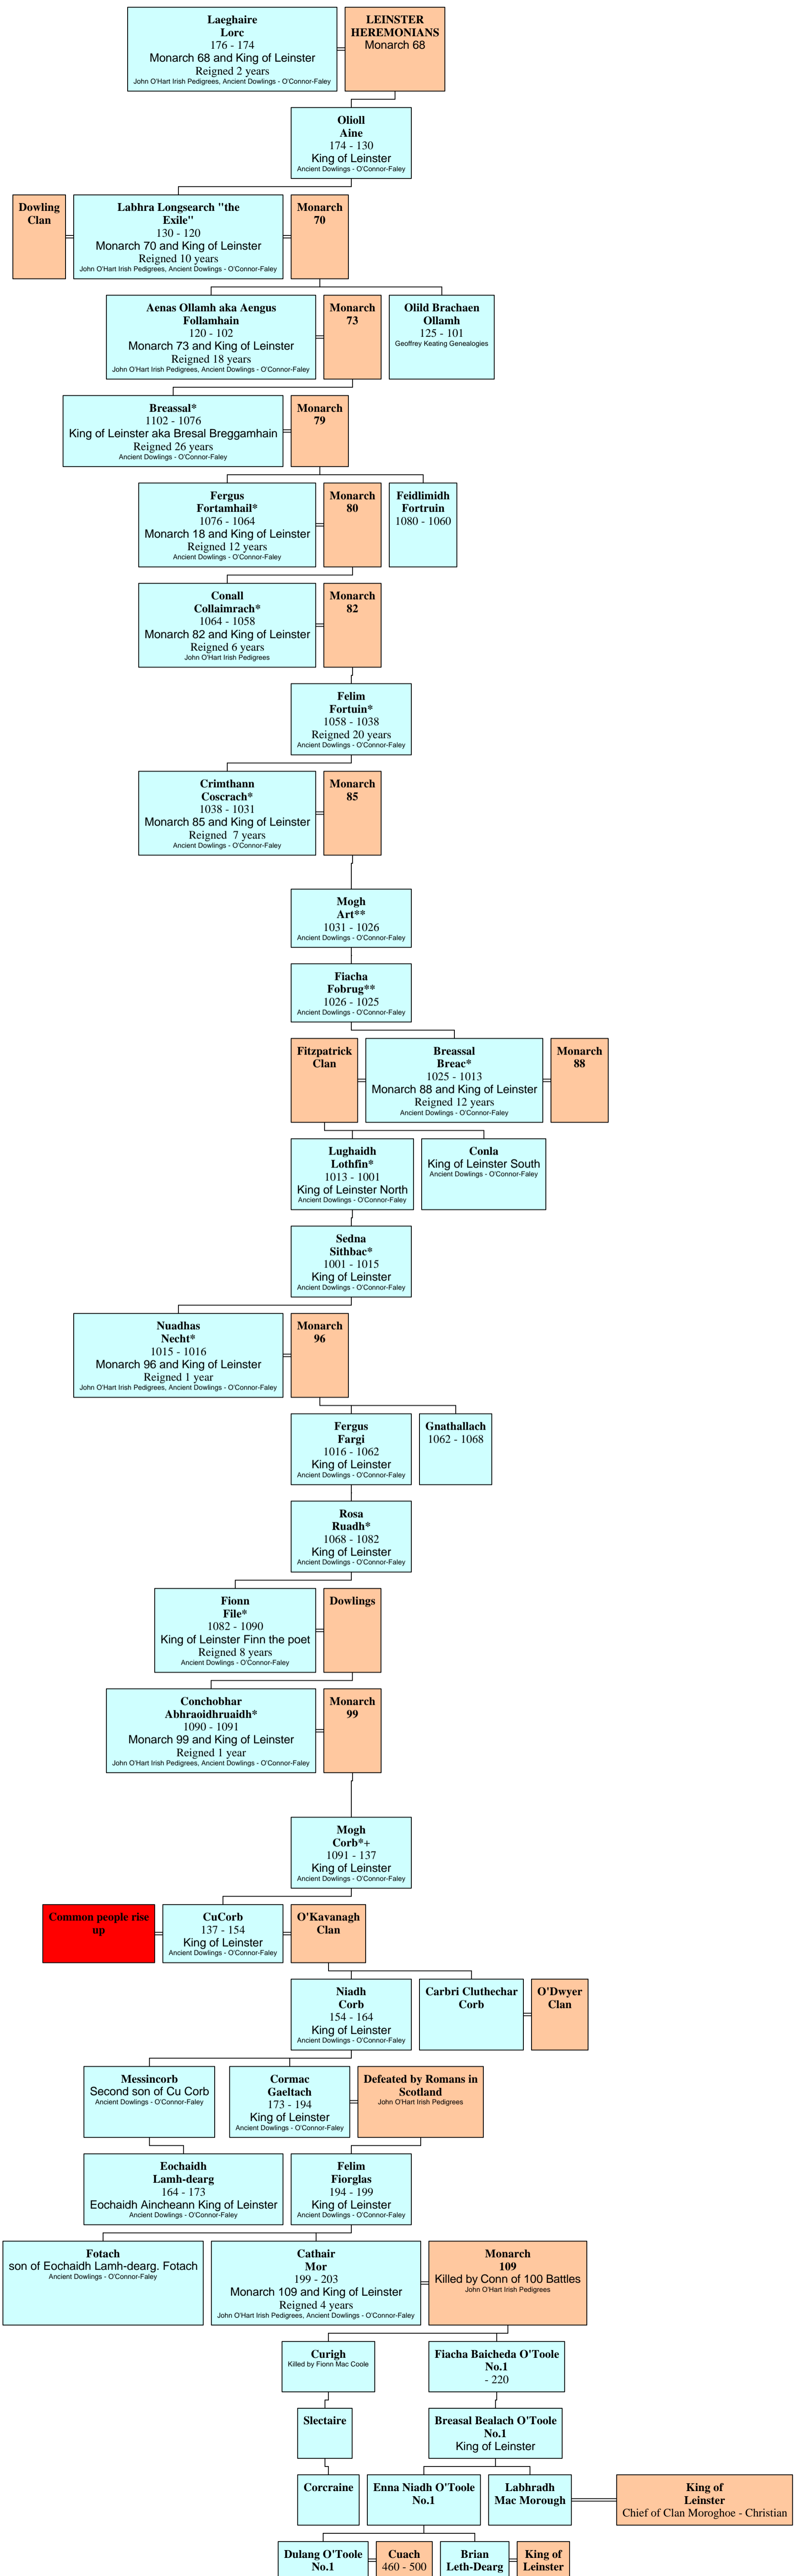 Laeghaire
Lorc
176 - 174
Monarch 68 and King of Leinster
Reigned 2 years
John O'Hart Irish Pedigrees, Ancient Dowlings - O'Connor-Faley
LEINSTER
HEREMONIANS
Monarch 68
Olioll
Aine
174 - 130
King of Leinster
Ancient Dowlings - O'Connor-Faley
Dowling
Clan
Labhra Longsearch "the
Exile"
130 - 120
Monarch 70 and King of Leinster
Reigned 10 years
John O'Hart Irish Pedigrees, Ancient Dowlings - O'Connor-Faley
Monarch
70
Aenas Ollamh aka Aengus
Follamhain
120 - 102
Monarch 73 and King of Leinster
Reigned 18 years
John O'Hart Irish Pedigrees, Ancient Dowlings - O'Connor-Faley
Monarch
73
Olild Brachaen
Ollamh
125 - 101
Geoffrey Keating Genealogies
Breassal*
1102 - 1076
King of Leinster aka Bresal Breggamhain
Reigned 26 years
Ancient Dowlings - O'Connor-Faley
Monarch
79
Fergus
Fortamhail*
1076 - 1064
Monarch 18 and King of Leinster
Reigned 12 years
Ancient Dowlings - O'Connor-Faley
Monarch
80
Feidlimidh
Fortruin
1080 - 1060
Conall
Collaimrach*
1064 - 1058
Monarch 82 and King of Leinster
Reigned 6 years
John O'Hart Irish Pedigrees
Monarch
82
Felim
Fortuin*
1058 - 1038
Reigned 20 years
Ancient Dowlings - O'Connor-Faley
Crimthann
Coscrach*
1038 - 1031
Monarch 85 and King of Leinster
Reigned  7 years
Ancient Dowlings - O'Connor-Faley
Monarch
85
Mogh
Art**
1031 - 1026
Ancient Dowlings - O'Connor-Faley
Fiacha
Fobrug**
1026 - 1025
Ancient Dowlings - O'Connor-Faley
Fitzpatrick
Clan
Breassal
Breac*
1025 - 1013
Monarch 88 and King of Leinster
Reigned 12 years
Ancient Dowlings - O'Connor-Faley
Monarch
88
Lughaidh
Lothfin*
1013 - 1001
King of Leinster North
Ancient Dowlings - O'Connor-Faley
Conla
King of Leinster South
Ancient Dowlings - O'Connor-Faley
Sedna
Sithbac*
1001 - 1015
King of Leinster
Ancient Dowlings - O'Connor-Faley
Nuadhas
Necht*
1015 - 1016
Monarch 96 and King of Leinster
Reigned 1 year
John O'Hart Irish Pedigrees, Ancient Dowlings - O'Connor-Faley
Monarch
96
Fergus
Fargi
1016 - 1062
King of Leinster
Ancient Dowlings - O'Connor-Faley
Gnathallach
1062 - 1068
Rosa
Ruadh*
1068 - 1082
King of Leinster
Ancient Dowlings - O'Connor-Faley
Fionn
File*
1082 - 1090
King of Leinster Finn the poet
Reigned 8 years
Ancient Dowlings - O'Connor-Faley
Dowlings
Conchobhar
Abhraoidhruaidh*
1090 - 1091
Monarch 99 and King of Leinster
Reigned 1 year
John O'Hart Irish Pedigrees, Ancient Dowlings - O'Connor-Faley
Monarch
99
Mogh
Corb*+
1091 - 137
King of Leinster
Ancient Dowlings - O'Connor-Faley
Common people rise
up
CuCorb
137 - 154
King of Leinster
Ancient Dowlings - O'Connor-Faley
O'Kavanagh
Clan
Niadh
Corb
154 - 164
King of Leinster
Ancient Dowlings - O'Connor-Faley
Carbri Cluthechar
Corb
O'Dwyer
Clan
Messincorb
Second son of Cu Corb
Ancient Dowlings - O'Connor-Faley
Cormac
Gaeltach
173 - 194
King of Leinster
Ancient Dowlings - O'Connor-Faley
Defeated by Romans in
Scotland
John O'Hart Irish Pedigrees
Eochaidh
Lamh-dearg
164 - 173
Eochaidh Aincheann King of Leinster
Ancient Dowlings - O'Connor-Faley
Felim
Fiorglas
194 - 199
King of Leinster
Ancient Dowlings - O'Connor-Faley
Fotach
son of Eochaidh Lamh-dearg. Fotach
Ancient Dowlings - O'Connor-Faley
Cathair
Mor
199 - 203
Monarch 109 and King of Leinster
Reigned 4 years
John O'Hart Irish Pedigrees, Ancient Dowlings - O'Connor-Faley
Monarch
109
Killed by Conn of 100 Battles
John O'Hart Irish Pedigrees
Curigh
Killed by Fionn Mac Coole
Fiacha Baicheda O'Toole
No.1
- 220
Slectaire
Breasal Bealach O'Toole
No.1
King of Leinster
Corcraine
Enna Niadh O'Toole
No.1
Labhradh
Mac Morough
King of
Leinster
Chief of Clan Moroghoe - Christian
Dulang O'Toole
No.1
Cuach
460 - 500
Brian
Leth-Dearg
King of
Leinster